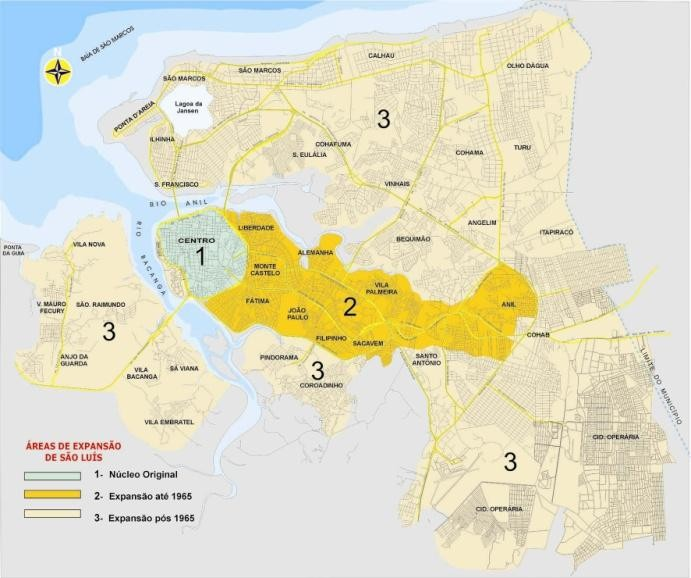 N
BAIA DE SÃO MARCOS
CALHAU
OLHO DÁGUA
SÃO MARCOS
SÃO MARCOS
PONTA D'AREIA
Lagoa da
Jansen
3
ILHINHA
COHAFUMA
S. EULÁLIA
COHAMA
TURU
S. FRANCISCO
VINHAIS
RIO ANIL
RIO BACANGA
LIBERDADE
ANGELIM
ITAPIRACÓ
PONTA
DA GUIA
VILA NOVA
CENTRO
1
ALEMANHA
BEQUIMÃO
MONTE
CASTELO
VILA
PALMEIRA
V. MAURO
FECURY
SÃO. RAIMUNDO
FÁTIMA
JOÃO
PAULO
2
ANIL
3
FILIPINHO
SACAVEM
COHAB
ANJO DA
GUARDA
VILA
BACANGA
SÁ VIANA
PINDORAMA
3
COROADINHO
SANTO
ANTÔNIO
LIMITE DO MUNICÍPIO
VILA EMBRATEL
CID. OPERÁRIA
3
CID. OPERÁRIA
ÁREAS DE EXPANSÃO
DE SÃO LUÍS
1- Núcleo Original
2- Expansão até 1965
3- Expansão pós 1965